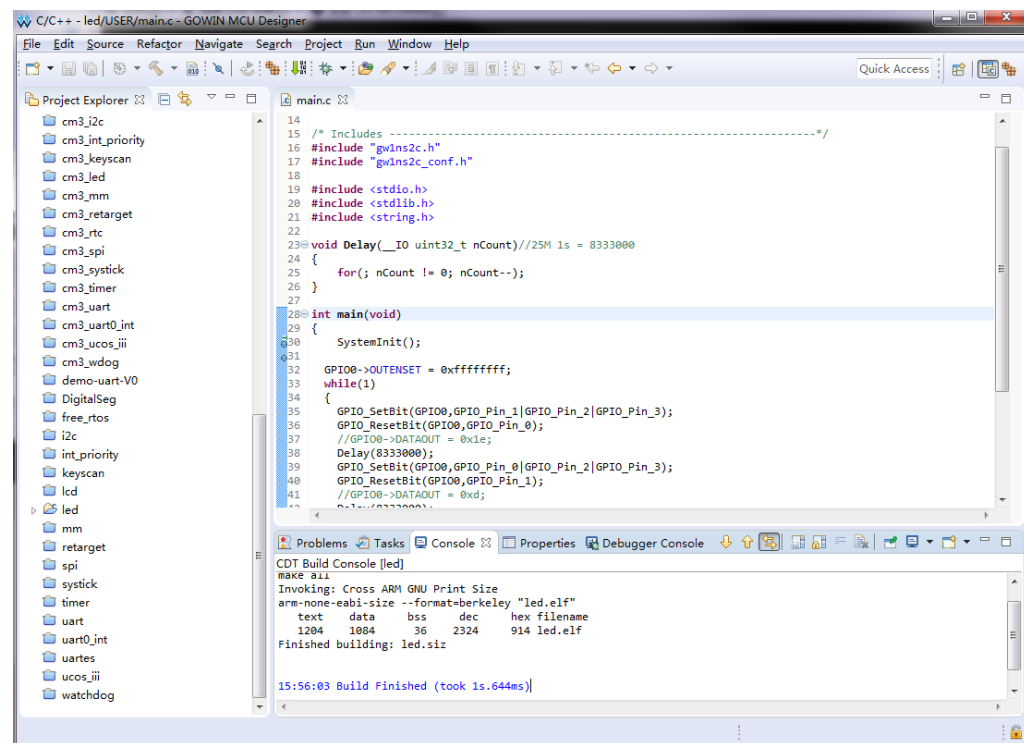 C/C++ - led/USER/main.c - GOWIN MCU Designer
File Edit Source Refactor Navigate Search Project Run Window Help
Quick Access
Project Explorer
cm3_i2c
cm3_int_priority
cm3_keyscan
cm3_led
cm3_mm
cm3_retarget
cm3_rtc
cm3_spi
cm3_systick
cm3_timer
cm3_uart
cm3_uart0_int
cm3_ucos_iii
cm3_wdog
demo-uart-V0
DigitalSeg
free_rtos
i2c
int_priority
keyscan
lcd
led
mm
retarget
spi
systick
timer
uart
uart0_int
uartes
ucos_iii
watchdog
main.c
14
15 /* Includes ------------------------------------------------------------------*/
16 #include "gw1ns2c.h"
17 #include "gw1ns2c_conf.h"
18
19 #include <stdio.h>
20 #include <stdlib.h>
21 #include <string.h>
22
23 void Delay(__IO uint32_t nCount)//25M 1s = 8333000
24 {
25     for(; nCount != 0; nCount--);
26 }
27
28 int main(void)
29 {
30     SystemInit();
31
32   GPIO0->OUTENSET = 0xffffffff;
33   while(1)
34   {
35     GPIO_SetBit(GPIO0,GPIO_Pin_1|GPIO_Pin_2|GPIO_Pin_3);
36     GPIO_ResetBit(GPIO0,GPIO_Pin_0);
37     //GPIO0->DATAOUT = 0x1e;
38     Delay(8333000);
39     GPIO_SetBit(GPIO0,GPIO_Pin_0|GPIO_Pin_2|GPIO_Pin_3);
40     GPIO_ResetBit(GPIO0,GPIO_Pin_1);
41     //GPIO0->DATAOUT = 0xd;
42     Delay(8333000);
Problems Tasks Console Properties Debugger Console
CDT Build Console [led]
make all
Invoking: Cross ARM GNU Print Size
arm-none-eabi-size --format=berkeley "led.elf"
   text    data     bss     dec     hex filename
   1204    1084      36    2324     914 led.elf
Finished building: led.siz
15:56:03 Build Finished (took 1s.644ms)